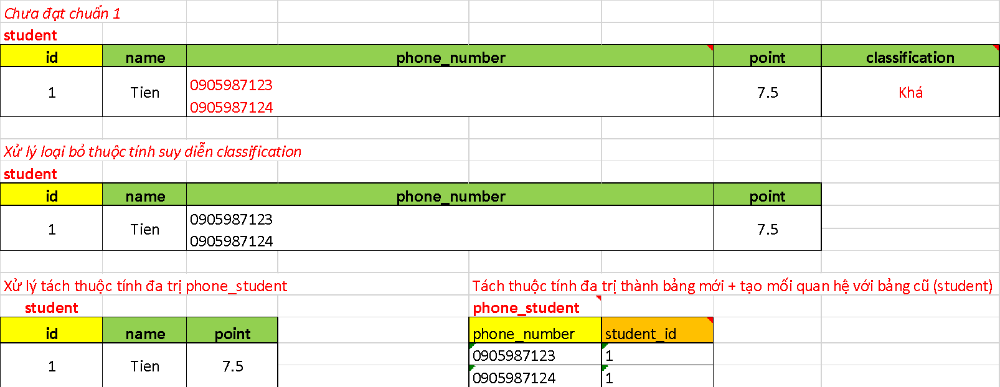 Chưa đạt chuẩn 1
student
id name phone_number point classification
1 Tien 0905987123 7.5 Khá
0905987124
Xử lý loại bỏ thuộc tính suy diễn classification
student
id name phone_number point
1 Tien 0905987123 7.5
0905987124
Xử lý tách thuộc tính đa trị phone_student
student
id name point
1 Tien 7.5
Tách thuộc tính đa trị thành bảng mới + tạo mối quan hệ với bảng cũ (student)
phone_student
phone_number student_id
0905987123 1
0905987124 1